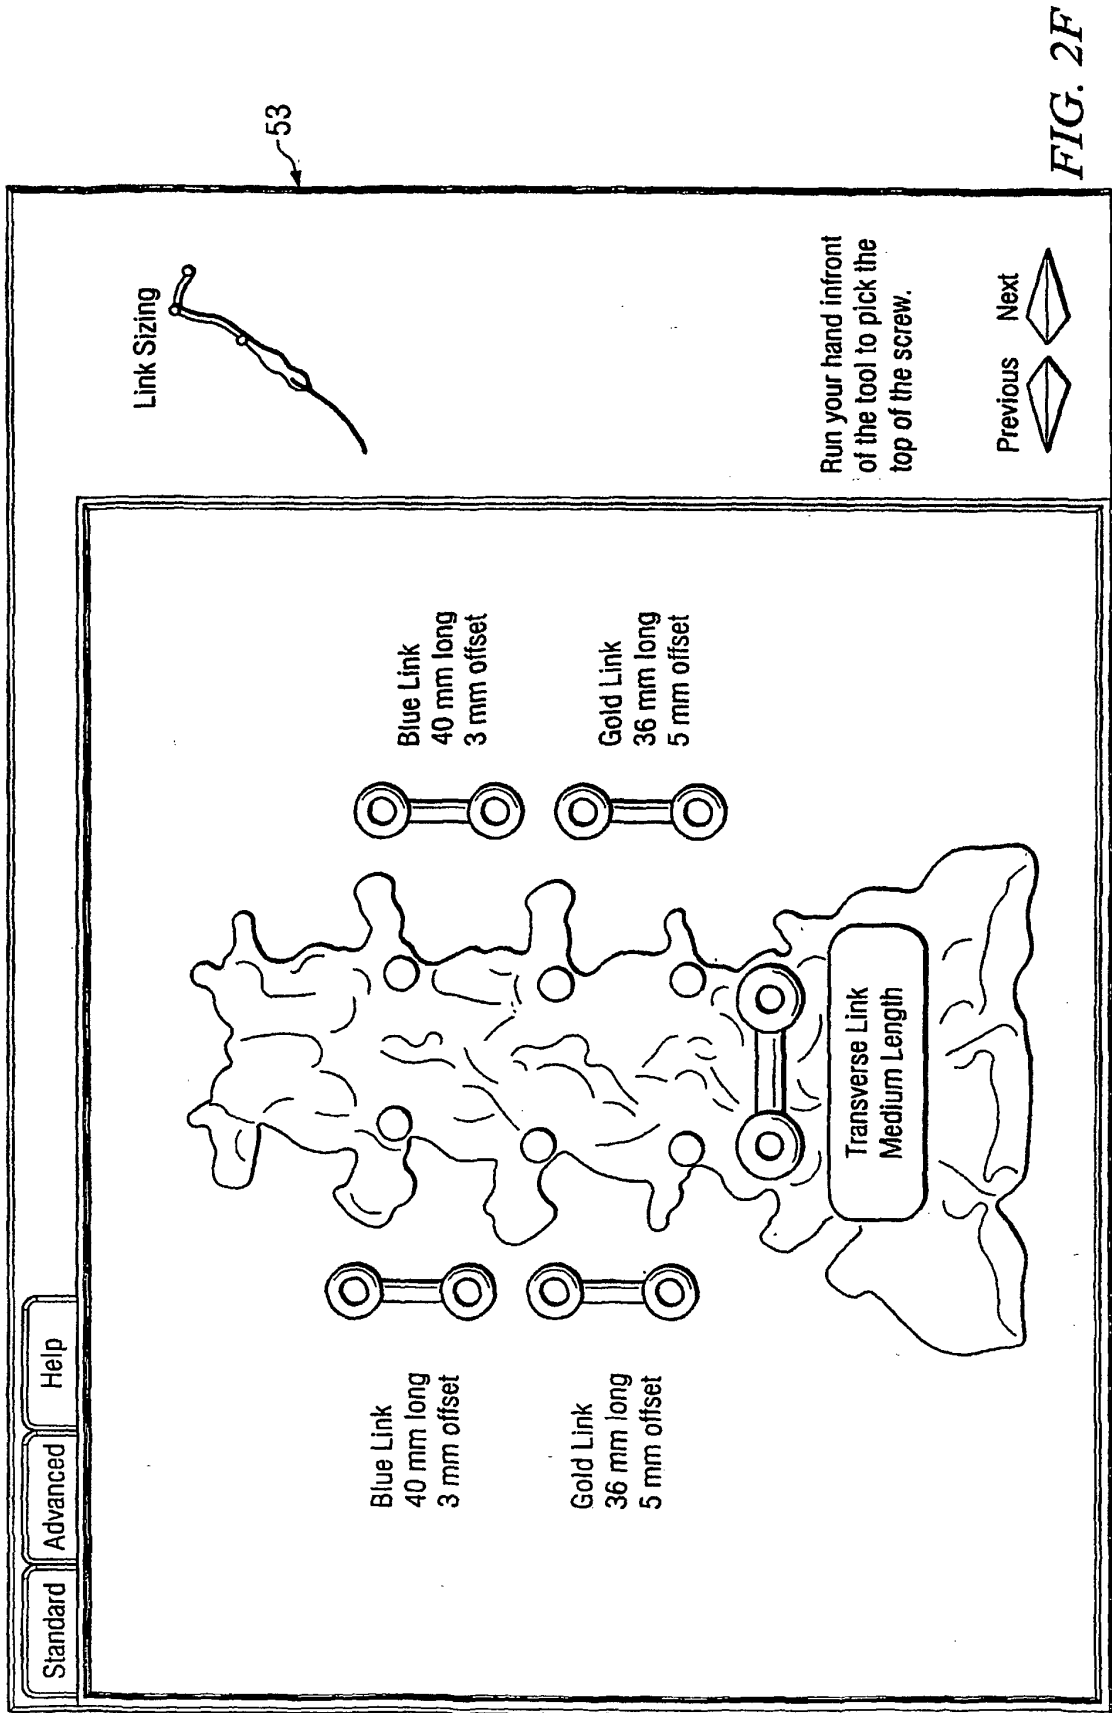 Standard
Advanced
Help
Link Sizing
53
Blue Link
40 mm long
3 mm offset
Blue Link
40 mm long
3 mm offset
Gold Link
36 mm long
5 mm offset
Gold Link
36 mm long
5 mm offset
Transverse Link
Medium Length
Run your hand infront
of the tool to pick the
top of the screw.
Previous
Next
FIG. 2F